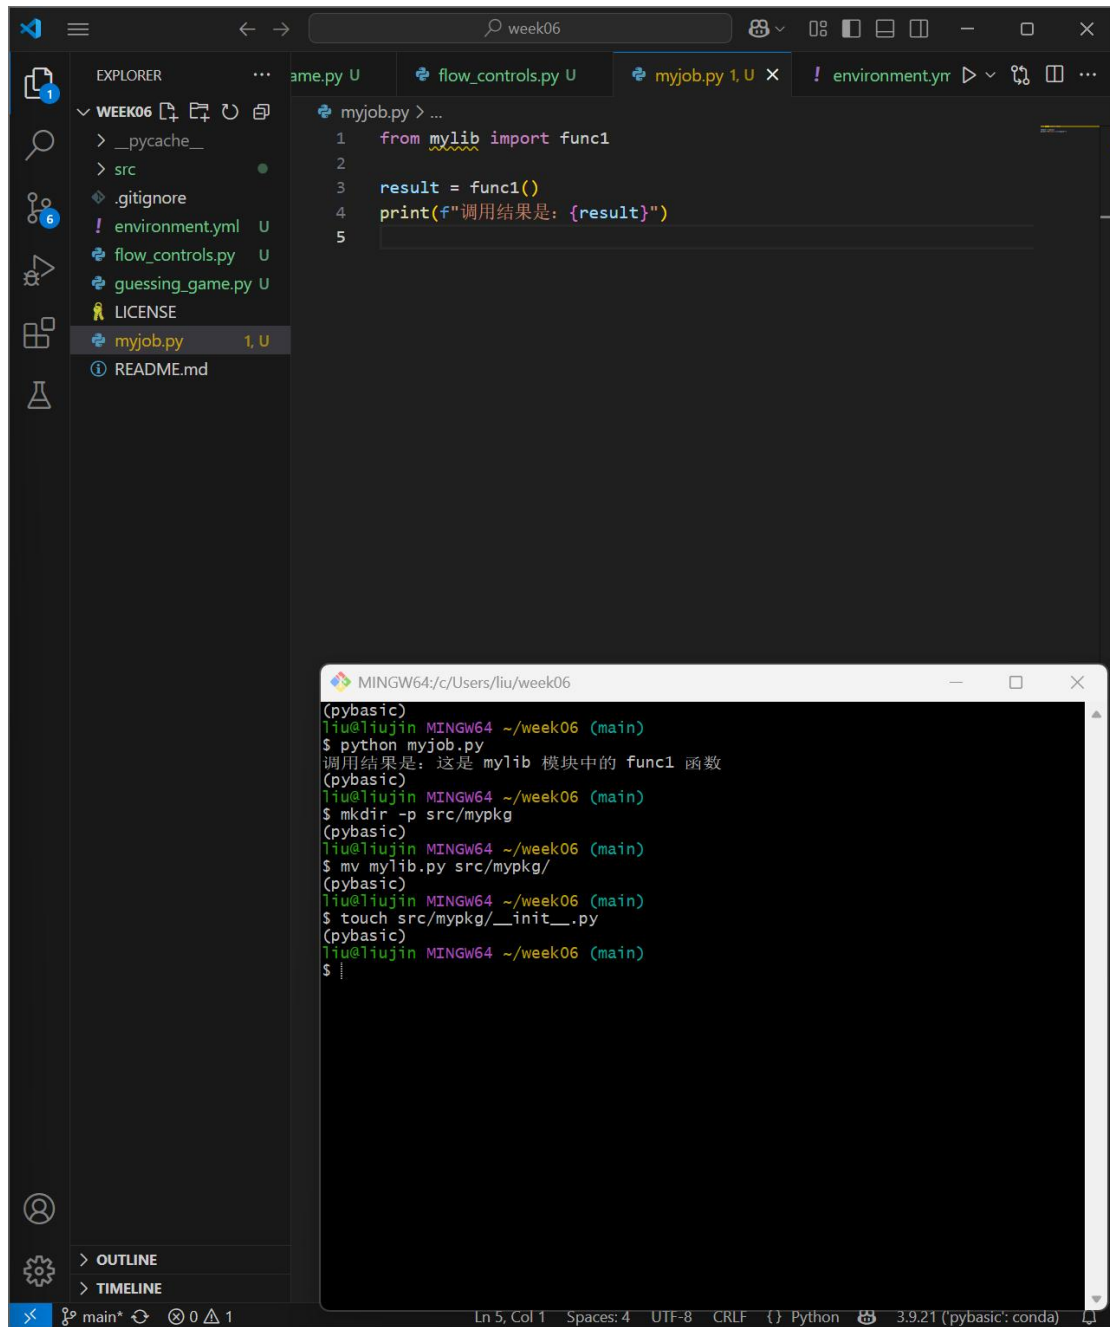 week06
EXPLORER
ame.py U
flow_controls.py U
myjob.py 1, U
! environment.ym
1
WEEK06
myjob.py > ...
__pycache__
src
.gitignore
! environment.yml U
flow_controls.py U
guessing_game.py U
LICENSE
myjob.py 1, U
README.md
6
1 from mylib import func1
2
3 result = func1()
4 print(f"调用结果是：{result}")
5
MINGW64:/c/Users/liu/week06
(pybasic)
liu@liujin MINGW64 ~/week06 (main)
$ python myjob.py
调用结果是：这是 mylib 模块中的 func1 函数
(pybasic)
liu@liujin MINGW64 ~/week06 (main)
$ mkdir -p src/mypkg
(pybasic)
liu@liujin MINGW64 ~/week06 (main)
$ mv mylib.py src/mypkg/
(pybasic)
liu@liujin MINGW64 ~/week06 (main)
$ touch src/mypkg/__init__.py
(pybasic)
liu@liujin MINGW64 ~/week06 (main)
$
OUTLINE
TIMELINE
main* 0 1 Ln 5, Col 1 Spaces: 4 UTF-8 CRLF {} Python 3.9.21 ('pybasic': conda)